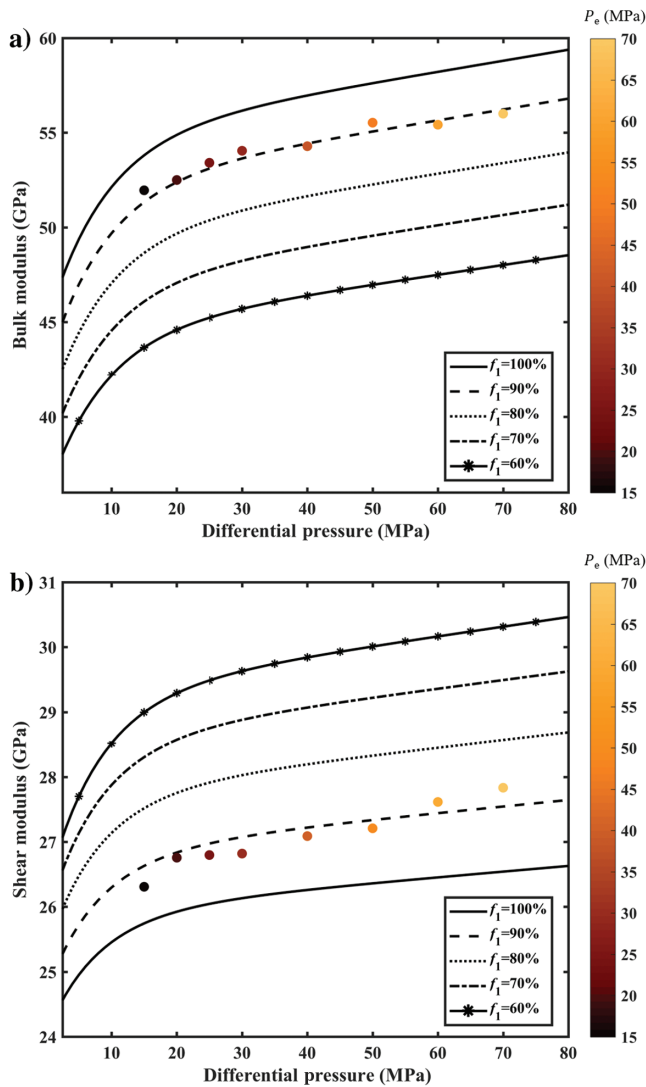 Pe (MPa)
a)
60
55
50
45
40
Bulk modulus (GPa)
10 20 30 40 50 60 70 80
Differential pressure (MPa)
f1=100%
f1=90%
f1=80%
f1=70%
f1=60%
70
65
60
55
50
45
40
35
30
25
20
15
Pe (MPa)
b)
31
30
29
28
27
26
25
24
Shear modulus (GPa)
10 20 30 40 50 60 70 80
Differential pressure (MPa)
f1=100%
f1=90%
f1=80%
f1=70%
f1=60%
70
65
60
55
50
45
40
35
30
25
20
15